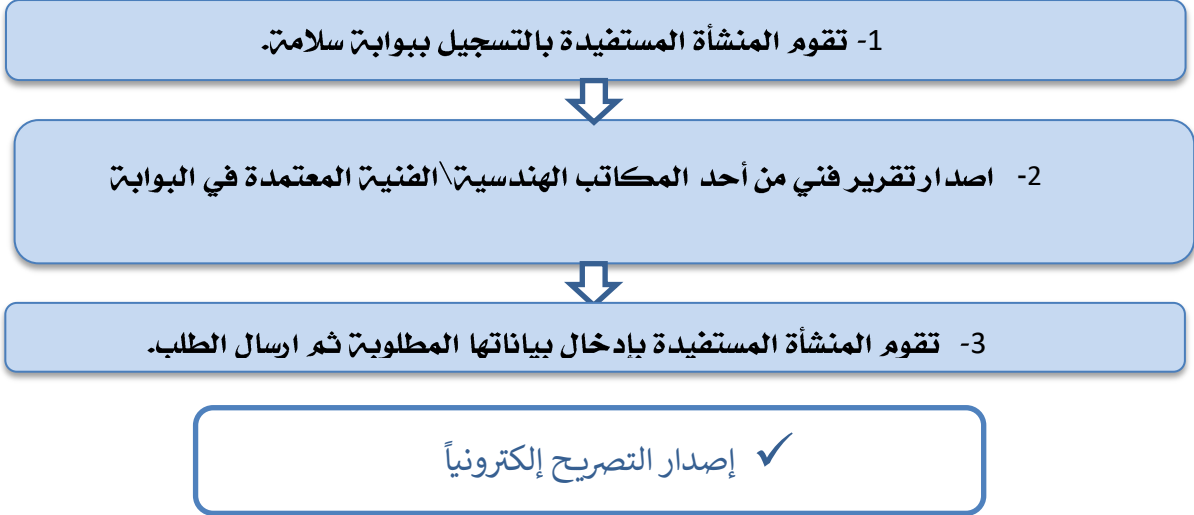 1- تقوم المنشأة المستفيدة بالتسجيل ببوابة سلامة.
2- اصدار تقرير فني من أحد المكاتب الهندسية\الفنية المعتمدة في البوابة
3- تقوم المنشأة المستفيدة بإدخال بياناتها المطلوبة ثم ارسال الطلب.
✓ إصدار التصريح إلكترونياً